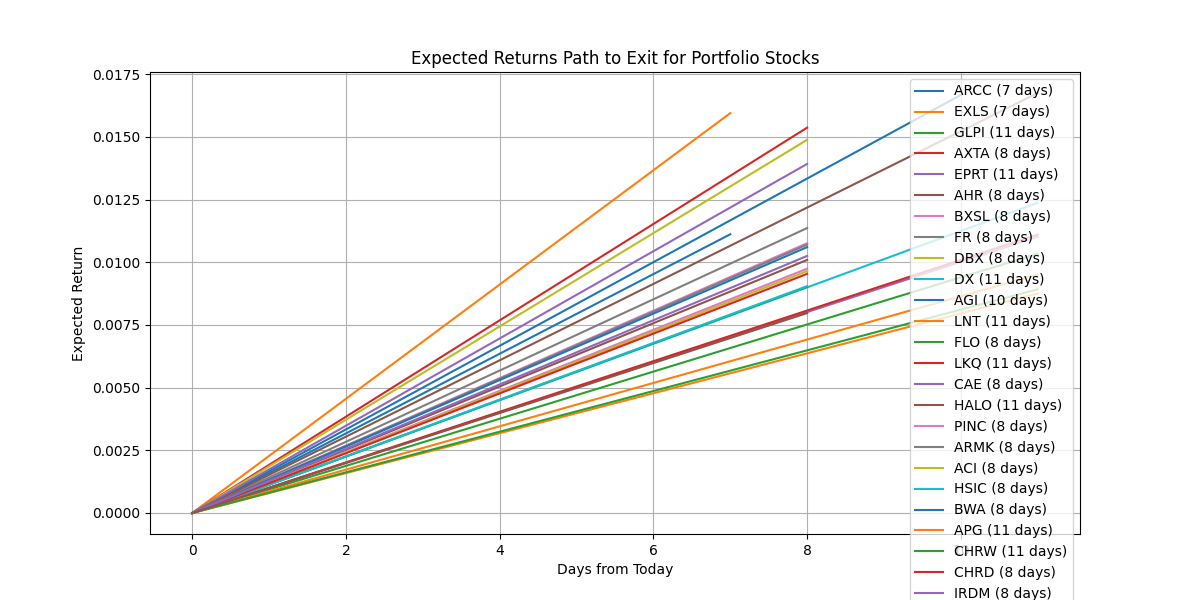 Expected Returns Path to Exit for Portfolio Stocks
Expected Return
0.0175
0.0150
0.0125
0.0100
0.0075
0.0050
0.0025
0.0000
0
2
4
6
8
Days from Today
ARCC (7 days)
EXLS (7 days)
GLPI (11 days)
AXTA (8 days)
EPRT (11 days)
AHR (8 days)
BXSL (8 days)
FR (8 days)
DBX (8 days)
DX (11 days)
AGI (10 days)
LNT (11 days)
FLO (8 days)
LKQ (11 days)
CAE (8 days)
HALO (11 days)
PINC (8 days)
ARMK (8 days)
ACI (8 days)
HSIC (8 days)
BWA (8 days)
APG (11 days)
CHRW (11 days)
CHRD (8 days)
IRDM (8 days)